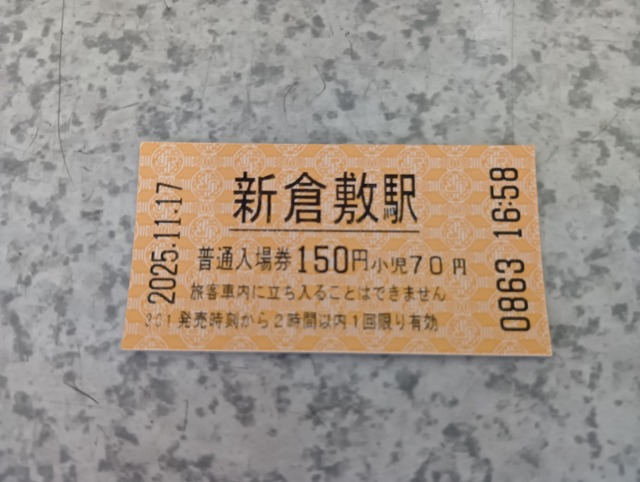 2025.11.17
新倉敷駅
普通入場券150円小児70円
旅客車内に立ち入ることはできません
301発売時刻から2時間以内1回限り有効
0863 16:58